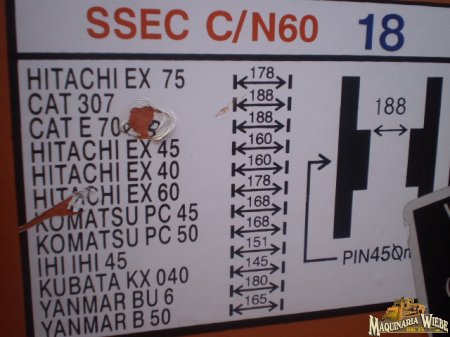 SSEC C/N60 18
HITACHI EX 75 178
CAT 307 188
CAT E 70 188
HITACHI EX 45 160
HITACHI EX 40 160
HITACHI EX 60 178
KOMATSU PC 45 168
KOMATSU PC 50 168
IHI IHI 45 151
KUBATA KX 040 145
YANMAR BU 6 180
YANMAR B 50 165
188
PIN45
MAQUINARIA WIEBE